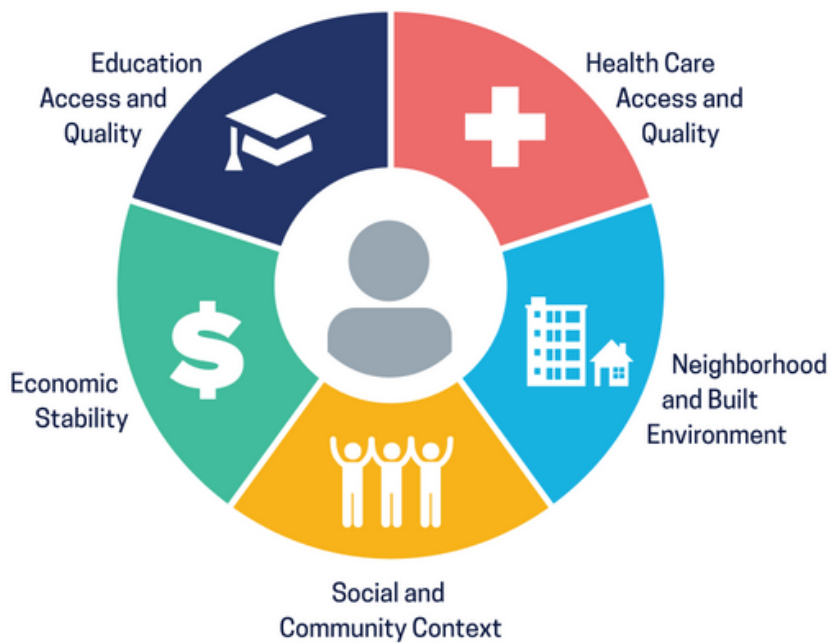 Education
Access and
Quality
Health Care
Access and
Quality
Economic
Stability
Neighborhood
and Built
Environment
Social and
Community Context